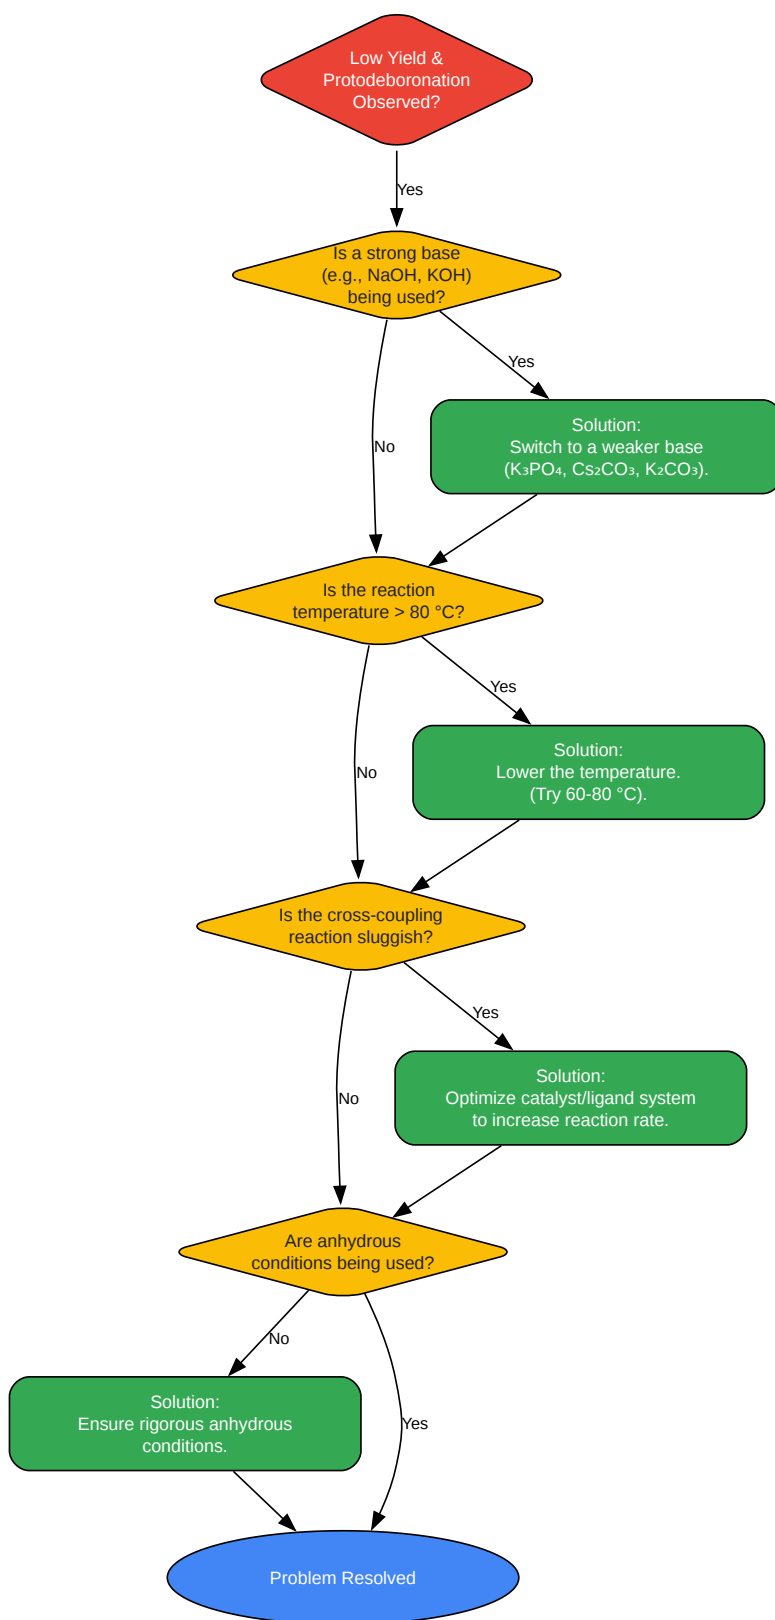 Low Yield &
Protodeboronation
Observed?
Yes
Is a strong base
(e.g., NaOH, KOH)
being used?
Yes
No
Solution:
Switch to a weaker base
(K₃PO₄, Cs₂CO₃, K₂CO₃).
Is the reaction
temperature > 80 °C?
Yes
No
Solution:
Lower the temperature.
(Try 60-80 °C).
Is the cross-coupling
reaction sluggish?
Yes
No
Solution:
Optimize catalyst/ligand system
to increase reaction rate.
Are anhydrous
conditions being used?
No
Yes
Solution:
Ensure rigorous anhydrous
conditions.
Problem Resolved